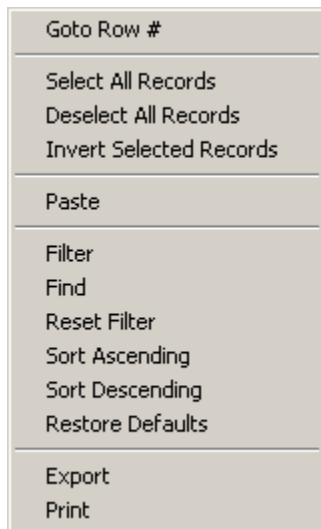 Goto Row #
Select All Records
Deselect All Records
Invert Selected Records
Paste
Filter
Find
Reset Filter
Sort Ascending
Sort Descending
Restore Defaults
Export
Print